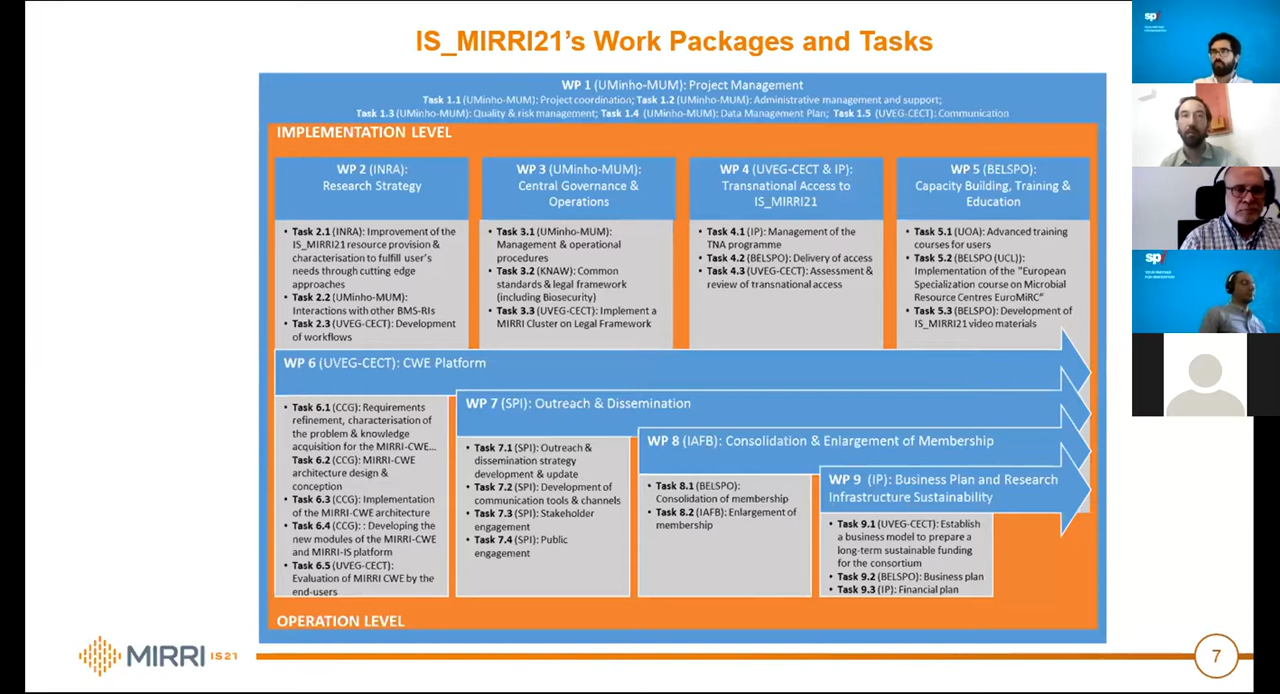 IS_MIRRI21's Work Packages and Tasks
WP 1 (UMinho-MUM): Project Management
Task 1.1 (UMinho-MUM): Project coordination; Task 1.2 (UMinho-MUM): Administrative management and support;
Task 1.3 (UMinho-MUM): Quality & risk management; Task 1.4 (UMinho-MUM): Data Management Plan; Task 1.5 (UVEG-CECT): Communication
IMPLEMENTATION LEVEL
WP 2 (INRA):
Research Strategy
• Task 2.1 (INRA): Improvement of the
IS_MIRRI21 resource provision &
characterisation to fulfill user's
needs through cutting edge
approaches
• Task 2.2 (UMinho-MUM):
Interactions with other BMS-RIs
• Task 2.3 (UVEG-CECT): Development
of workflows
WP 3 (UMinho-MUM):
Central Governance &
Operations
• Task 3.1 (UMinho-MUM):
Management & operational
procedures
• Task 3.2 (KNAW): Common
standards & legal framework
(including Biosecurity)
• Task 3.3 (UVEG-CECT): Implement a
MIRRI Cluster on Legal Framework
WP 4 (UVEG-CECT & IP):
Transnational Access to
IS_MIRRI21
• Task 4.1 (IP): Management of the
TNA programme
• Task 4.2 (BELSPO): Delivery of access
• Task 4.3 (UVEG-CECT): Assessment &
review of transnational access
WP 5 (BELSPO):
Capacity Building, Training &
Education
• Task 5.1 (UOA): Advanced training
courses for users
• Task 5.2 (BELSPO (UCL)):
Implementation of the "European
Specialization course on Microbial
Resource Centres EuroMiRC"
• Task 5.3 (BELSPO): Development of
IS_MIRRI21 video materials
WP 6 (UVEG-CECT): CWE Platform
• Task 6.1 (CCG): Requirements
refinement, characterisation of
the problem & knowledge
acquisition for the MIRRI-CWE...
Task 6.2 (CCG): MIRRI-CWE
architecture design &
conception
• Task 6.3 (CCG): Implementation
of the MIRRI-CWE architecture
• Task 6.4 (CCG): : Developing the
new modules of the MIRRI-CWE
and MIRRI-IS platform
• Task 6.5 (UVEG-CECT):
Evaluation of MIRRI CWE by the
end-users
WP 7 (SPI): Outreach & Dissemination
• Task 7.1 (SPI): Outreach &
dissemination strategy
development & update
• Task 7.2 (SPI): Development of
communication tools & channels
• Task 7.3 (SPI): Stakeholder
engagement
• Task 7.4 (SPI): Public
engagement
WP 8 (IAFB): Consolidation & Enlargement of Membership
• Task 8.1 (BELSPO):
Consolidation of membership
• Task 8.2 (IAFB): Enlargement of
membership
WP 9 (IP): Business Plan and Research
Infrastructure Sustainability
• Task 9.1 (UVEG-CECT): Establish
a business model to prepare a
long-term sustainable funding
for the consortium
• Task 9.2 (BELSPO): Business plan
• Task 9.3 (IP): Financial plan
OPERATION LEVEL
MIRRI IS21
7
sp
sp